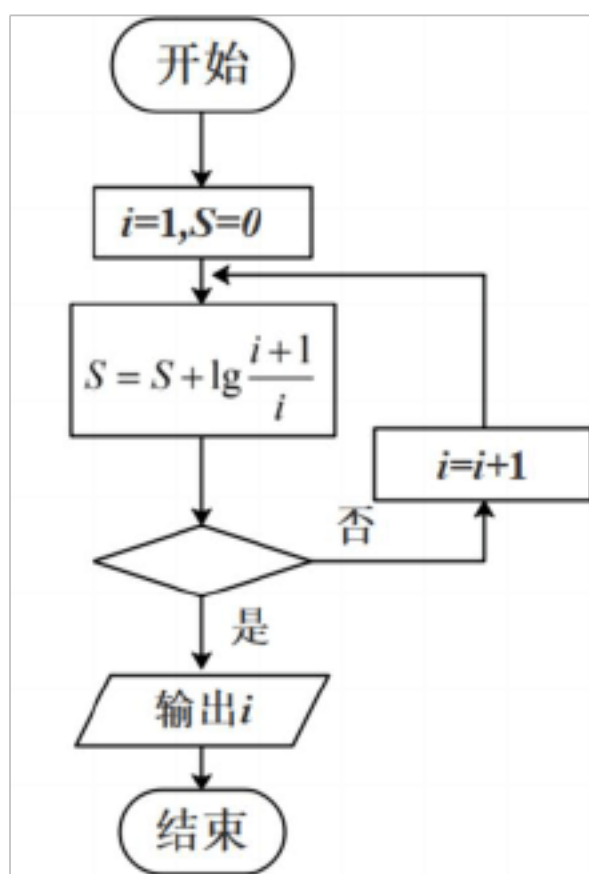 开始
i=1,S=0
S = S + lg (i+1)/i
i=i+1
否
是
输出i
结束